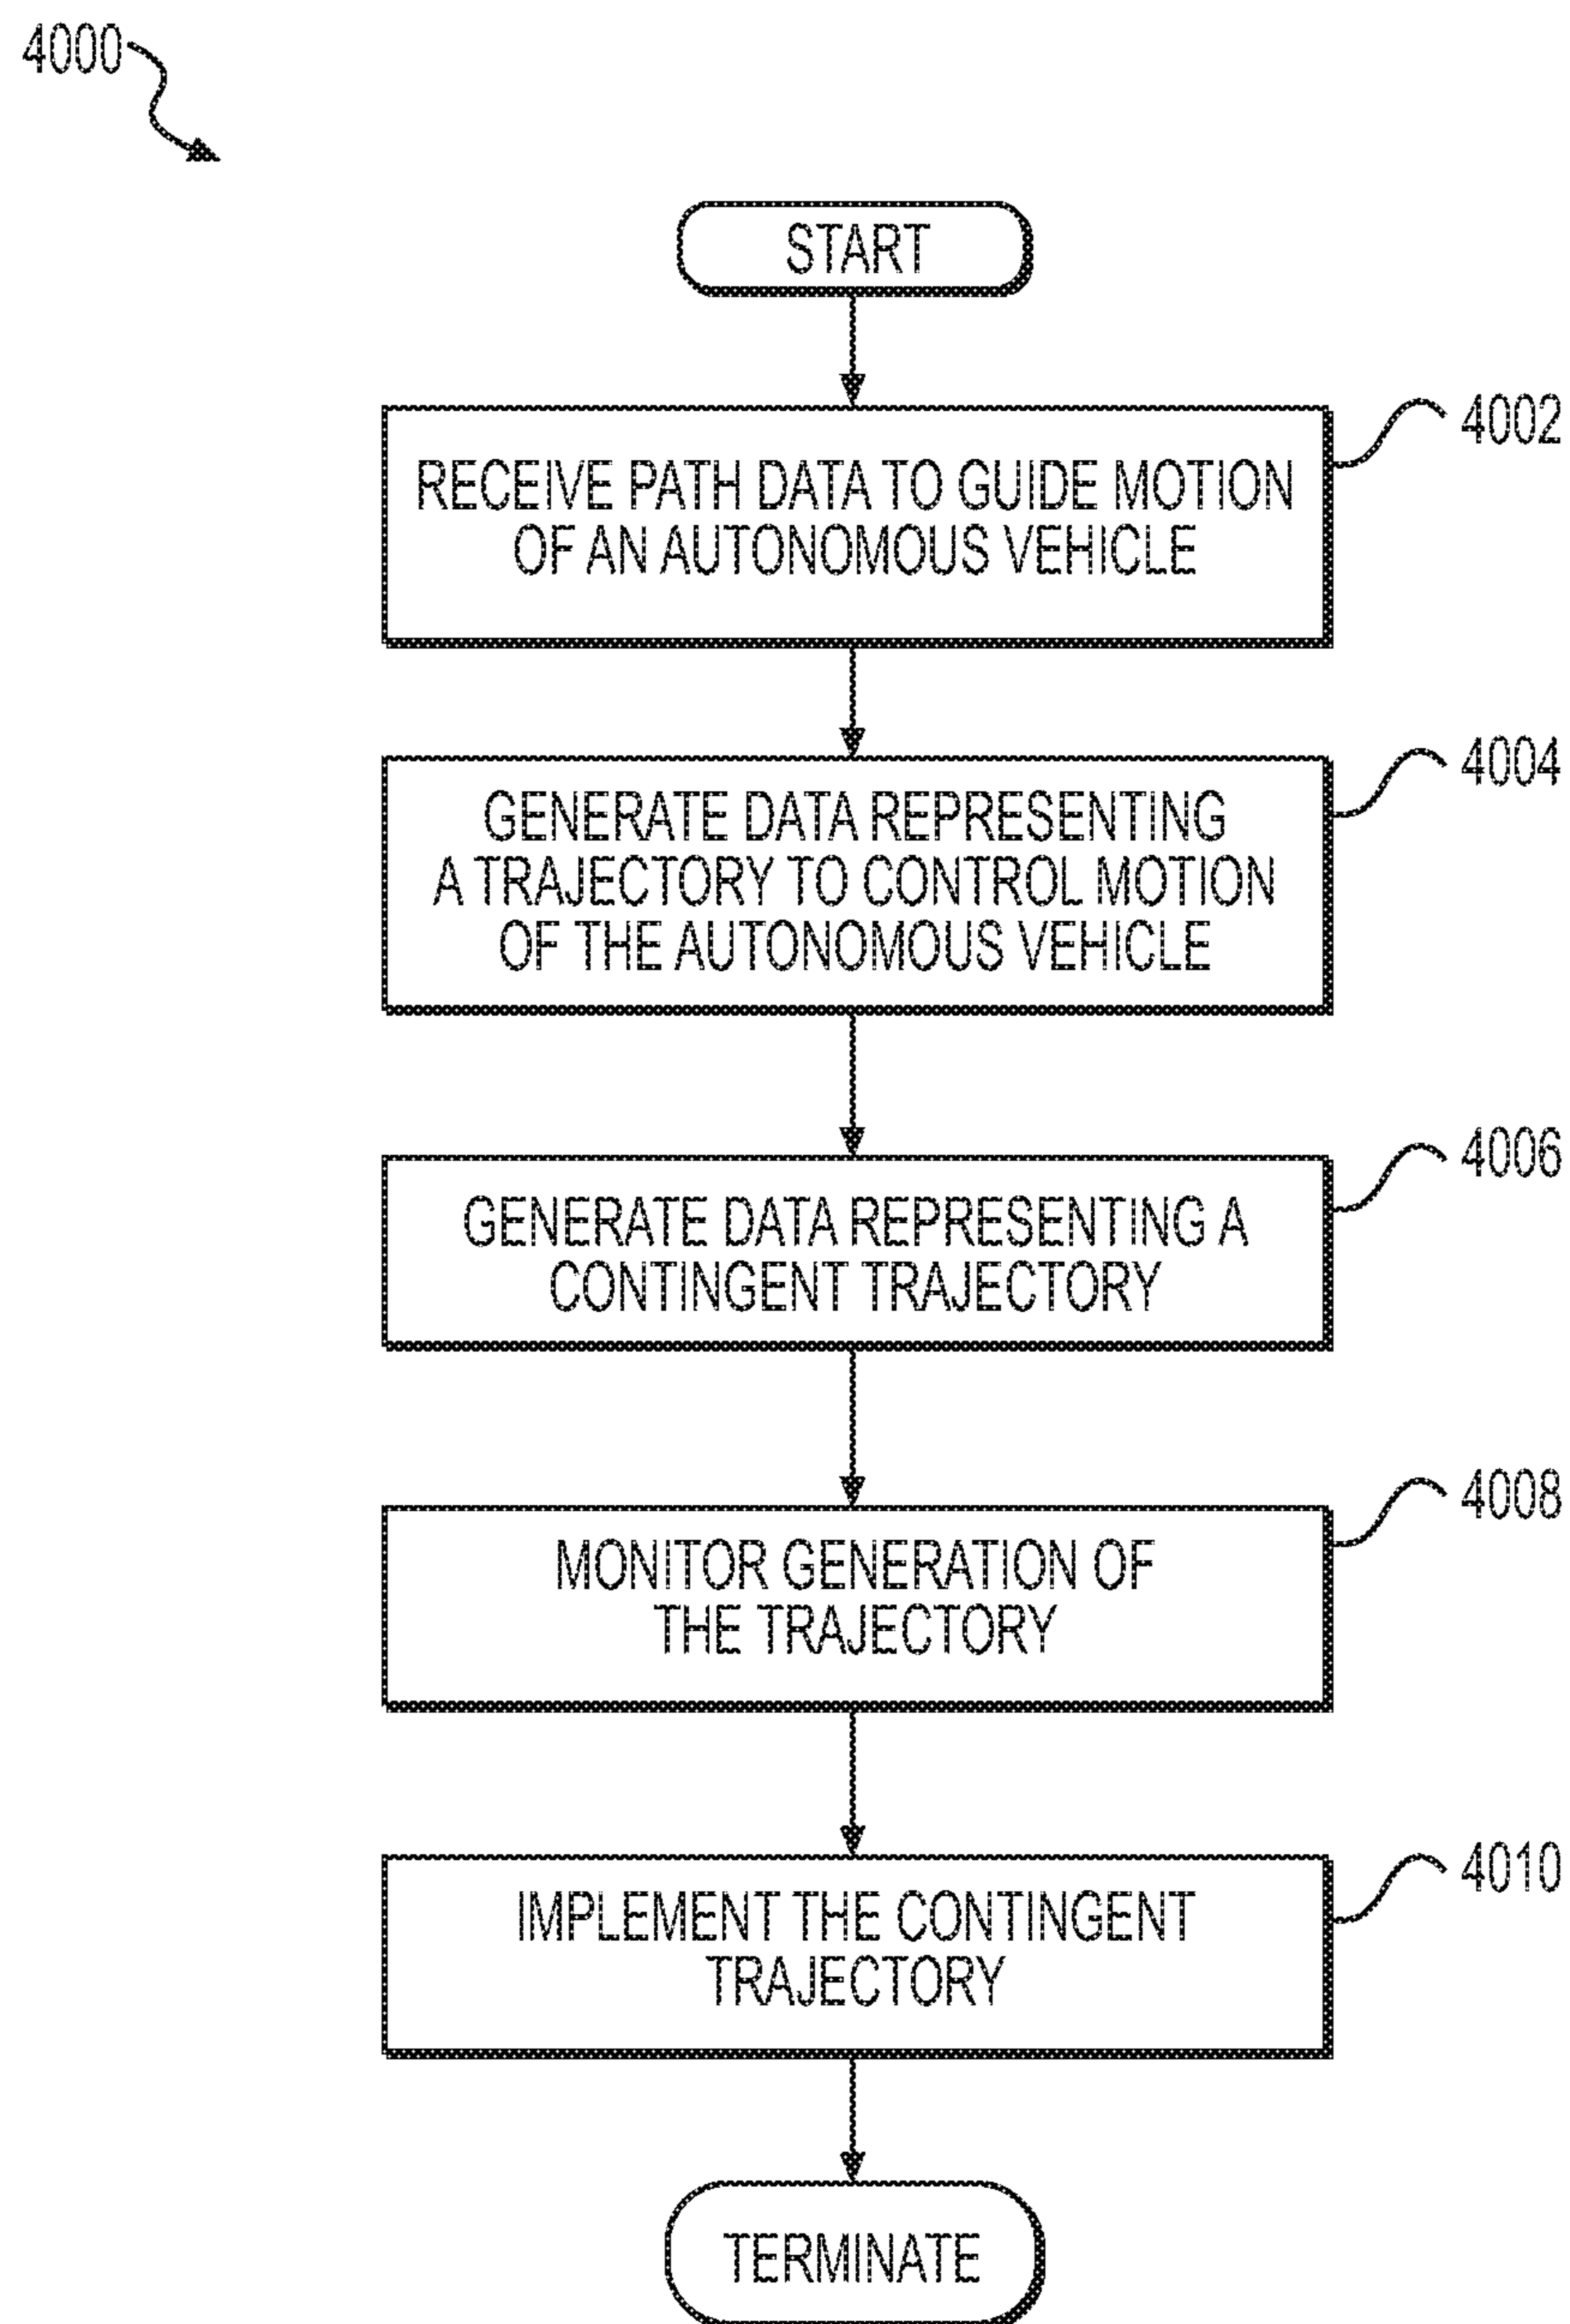 4000
START
4002
RECEIVE PATH DATA TO GUIDE MOTION
OF AN AUTONOMOUS VEHICLE
4004
GENERATE DATA REPRESENTING
A TRAJECTORY TO CONTROL MOTION
OF THE AUTONOMOUS VEHICLE
4006
GENERATE DATA REPRESENTING A
CONTINGENT TRAJECTORY
4008
MONITOR GENERATION OF
THE TRAJECTORY
4010
IMPLEMENT THE CONTINGENT
TRAJECTORY
TERMINATE